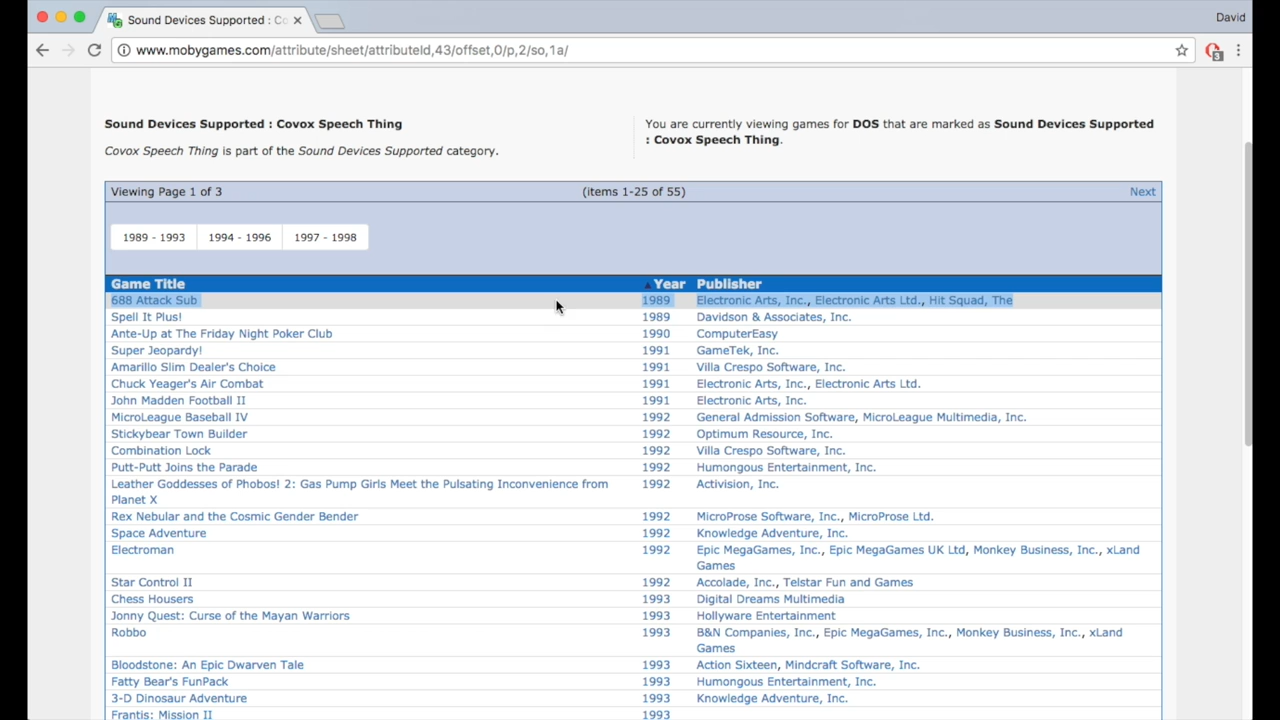 Sound Devices Supported : Co
David
www.mobygames.com/attribute/sheet/attributeId,43/offset,0/p,2/so,1a/
3
Sound Devices Supported : Covox Speech Thing
You are currently viewing games for DOS that are marked as Sound Devices Supported
: Covox Speech Thing.
Covox Speech Thing is part of the Sound Devices Supported category.
Viewing Page 1 of 3 (items 1-25 of 55) Next
1989 - 1993 1994 - 1996 1997 - 1998
Game Title Year Publisher
688 Attack Sub 1989 Electronic Arts, Inc., Electronic Arts Ltd., Hit Squad, The
Spell It Plus! 1989 Davidson & Associates, Inc.
Ante-Up at The Friday Night Poker Club 1990 ComputerEasy
Super Jeopardy! 1991 GameTek, Inc.
Amarillo Slim Dealer's Choice 1991 Villa Crespo Software, Inc.
Chuck Yeager's Air Combat 1991 Electronic Arts, Inc., Electronic Arts Ltd.
John Madden Football II 1991 Electronic Arts, Inc.
MicroLeague Baseball IV 1992 General Admission Software, MicroLeague Multimedia, Inc.
Stickybear Town Builder 1992 Optimum Resource, Inc.
Combination Lock 1992 Villa Crespo Software, Inc.
Putt-Putt Joins the Parade 1992 Humongous Entertainment, Inc.
Leather Goddesses of Phobos! 2: Gas Pump Girls Meet the Pulsating Inconvenience from 1992 Activision, Inc.
Planet X
Rex Nebular and the Cosmic Gender Bender 1992 MicroProse Software, Inc., MicroProse Ltd.
Space Adventure 1992 Knowledge Adventure, Inc.
Electroman 1992 Epic MegaGames, Inc., Epic MegaGames UK Ltd, Monkey Business, Inc., xLand
Games
Star Control II 1992 Accolade, Inc., Telstar Fun and Games
Chess Housers 1993 Digital Dreams Multimedia
Jonny Quest: Curse of the Mayan Warriors 1993 Hollyware Entertainment
Robbo 1993 B&N Companies, Inc., Epic MegaGames, Inc., Monkey Business, Inc., xLand
Games
Bloodstone: An Epic Dwarven Tale 1993 Action Sixteen, Mindcraft Software, Inc.
Fatty Bear's FunPack 1993 Humongous Entertainment, Inc.
3-D Dinosaur Adventure 1993 Knowledge Adventure, Inc.
Frantis: Mission II 1993